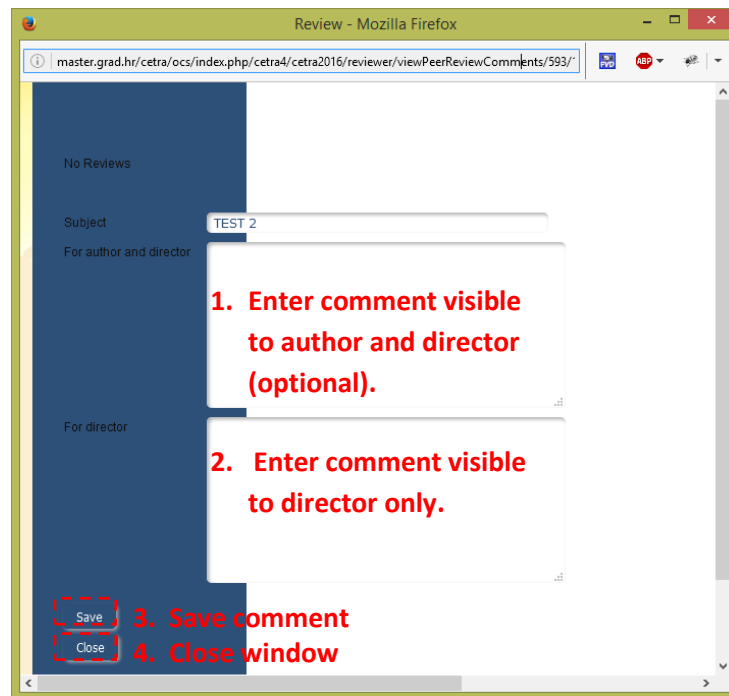 Review - Mozilla Firefox
master.grad.hr/cetra/ocs/index.php/cetra4/cetra2016/reviewer/viewPeerReviewComments/593/
FVD
ABP
No Reviews
Subject
TEST 2
For author and director
1. Enter comment visible
to author and director
(optional).
For director
2. Enter comment visible
to director only.
Save
3. Save comment
Close
4. Close window